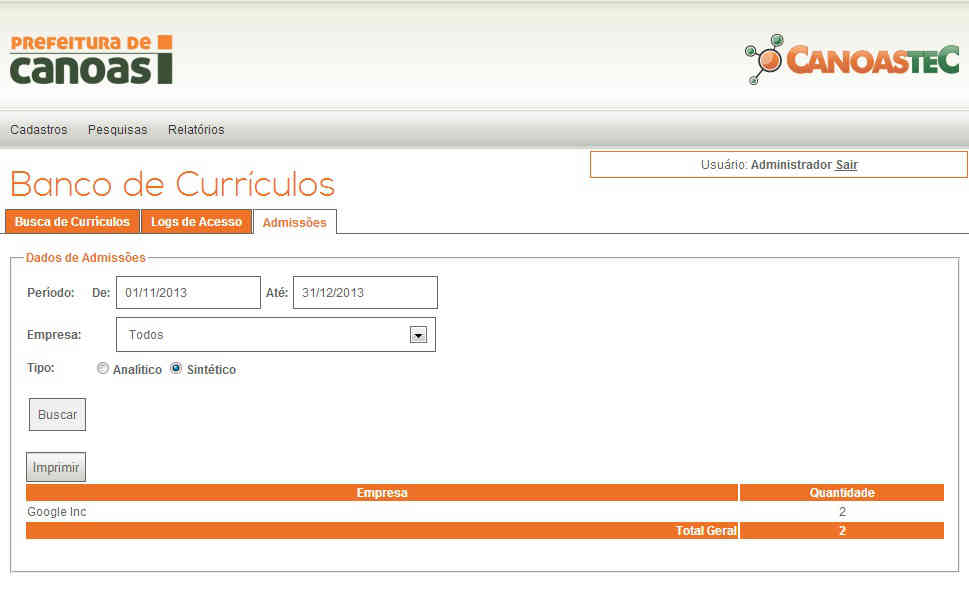 PREFEITURA DE
CANOAS
CANOASTEC
Cadastros Pesquisas Relatórios
Usuário: Administrador Sair
Banco de Currículos
Busca de Currículos Logs de Acesso Admissões
Dados de Admissões
Período: De: 01/11/2013 Até: 31/12/2013
Empresa: Todos
Tipo: Analítico Sintético
Buscar
Imprimir
Empresa Quantidade
Google Inc 2
Total Geral 2